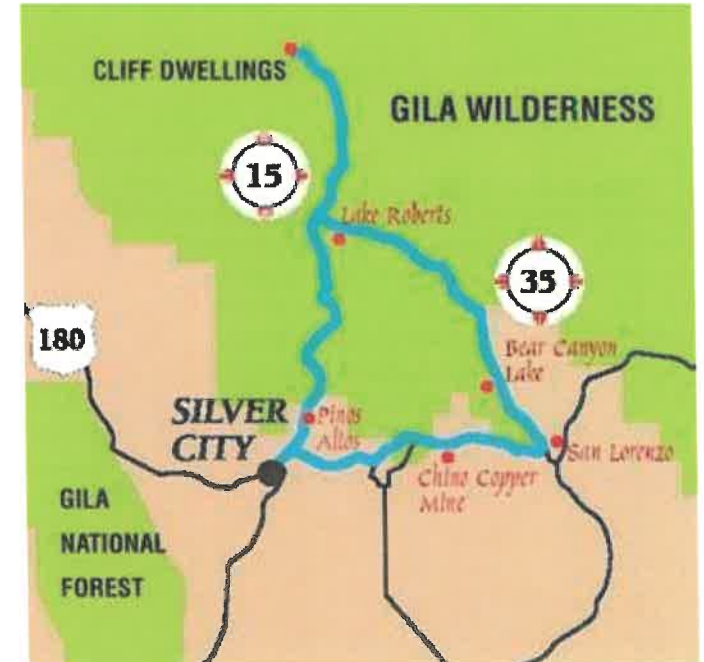 CLIFF DWELLINGS
GILA WILDERNESS
15
Lake Roberts
35
180
Bear Canyon
Lake
SILVER
CITY
Pinos
Altos
San Lorenzo
Chino Copper
Mine
GILA
NATIONAL
FOREST